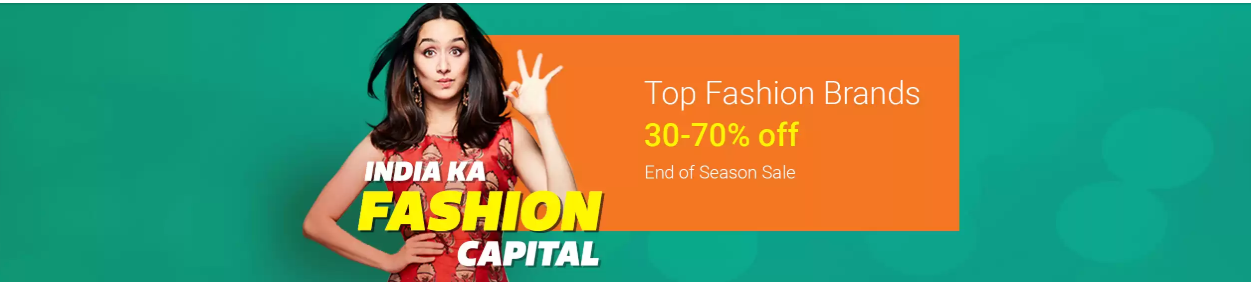 INDIA KA
FASHION
CAPITAL
Top Fashion Brands
30-70% off
End of Season Sale